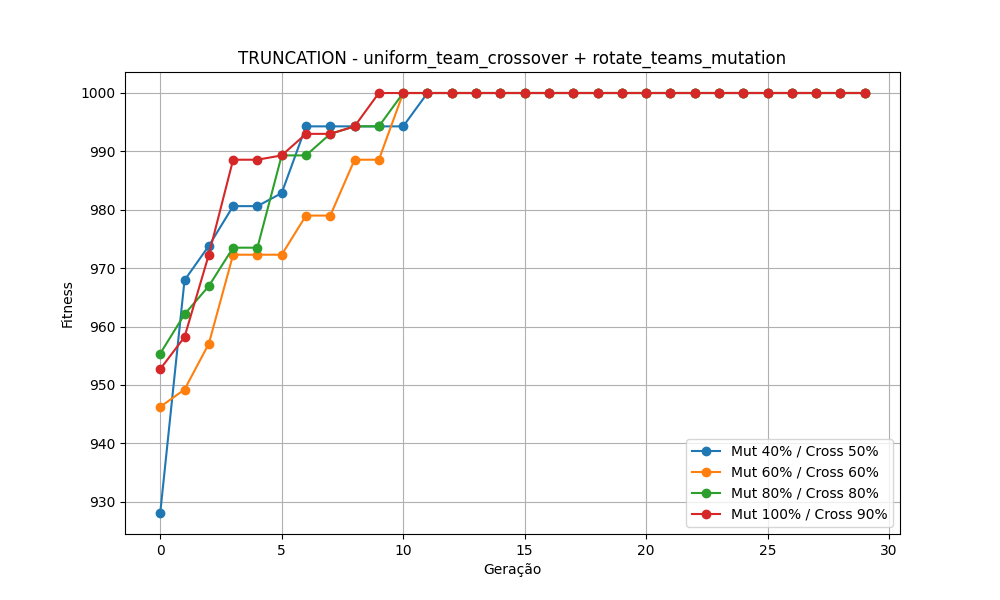 TRUNCATION - uniform_team_crossover + rotate_teams_mutation
1000
990
980
970
960
950
940
930
Fitness
0 5 10 15 20 25 30
Geração
Mut 40% / Cross 50%
Mut 60% / Cross 60%
Mut 80% / Cross 80%
Mut 100% / Cross 90%